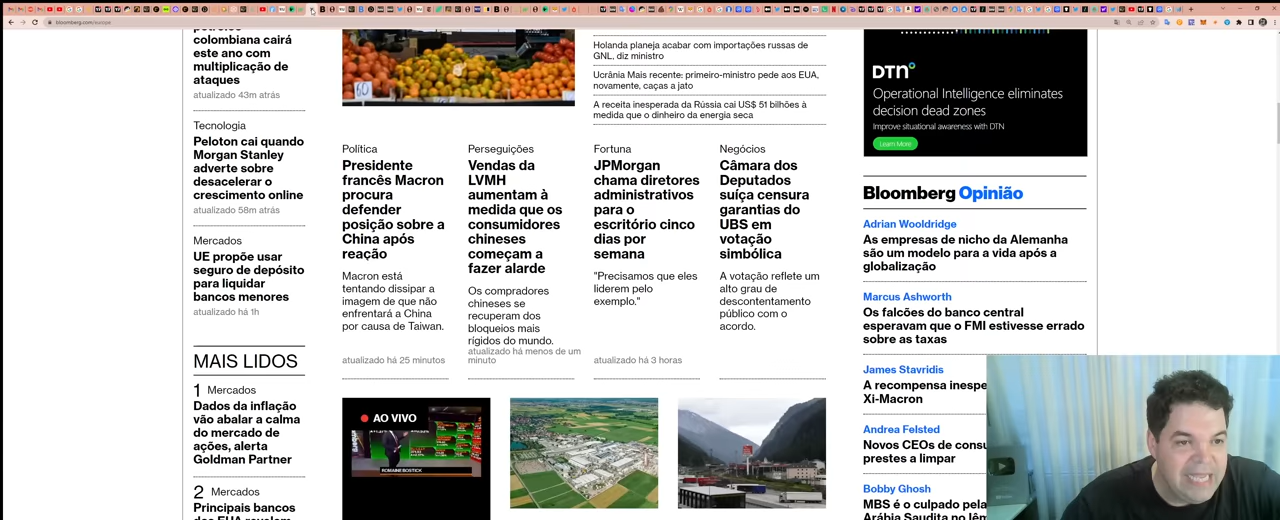 bloomberg.com/europe
petróleo
colombiana cairá
este ano com
multiplicação de
ataques
atualizado 43m atrás
Tecnologia
Peloton cai quando
Morgan Stanley
adverte sobre
desacelerar o
crescimento online
atualizado 58m atrás
Mercados
UE propõe usar
seguro de depósito
para liquidar
bancos menores
atualizado há 1h
MAIS LIDOS
1 Mercados
Dados da inflação
vão abalar a calma
do mercado de
ações, alerta
Goldman Partner
2 Mercados
Principais bancos
60
Holanda planeja acabar com importações russas de
GNL, diz ministro
Ucrânia Mais recente: primeiro-ministro pede aos EUA,
novamente, caças a jato
A receita inesperada da Rússia cai US$ 51 bilhões à
medida que o dinheiro da energia seca
Política
Presidente
francês Macron
procura
defender
posição sobre a
China após
reação
Macron está
tentando dissipar a
imagem de que não
enfrentará a China
por causa de Taiwan.
atualizado há 25 minutos
Perseguições
Vendas da
LVMH
aumentam à
medida que os
consumidores
chineses
começam a
fazer alarde
Os compradores
chineses se
recuperam dos
bloqueios mais
rígidos do mundo.
atualizado há menos de um
minuto
Fortuna
JPMorgan
chama diretores
administrativos
para o
escritório cinco
dias por
semana
"Precisamos que eles
liderem pelo
exemplo."
atualizado há 3 horas
Negócios
Câmara dos
Deputados
suíça censura
garantias do
UBS em
votação
simbólica
A votação reflete um
alto grau de
descontentamento
público com o
acordo.
AO VIVO
ROMAINE BOSTICK
DTN
Operational Intelligence eliminates
decision dead zones
Improve situational awareness with DTN
Learn More
Bloomberg Opinião
Adrian Wooldridge
As empresas de nicho da Alemanha
são um modelo para a vida após a
globalização
Marcus Ashworth
Os falcões do banco central
esperavam que o FMI estivesse errado
sobre as taxas
James Stavridis
A recompensa inespe
Xi-Macron
Andrea Felsted
Novos CEOs de consu
prestes a limpar
Bobby Ghosh
MBS é o culpado pela